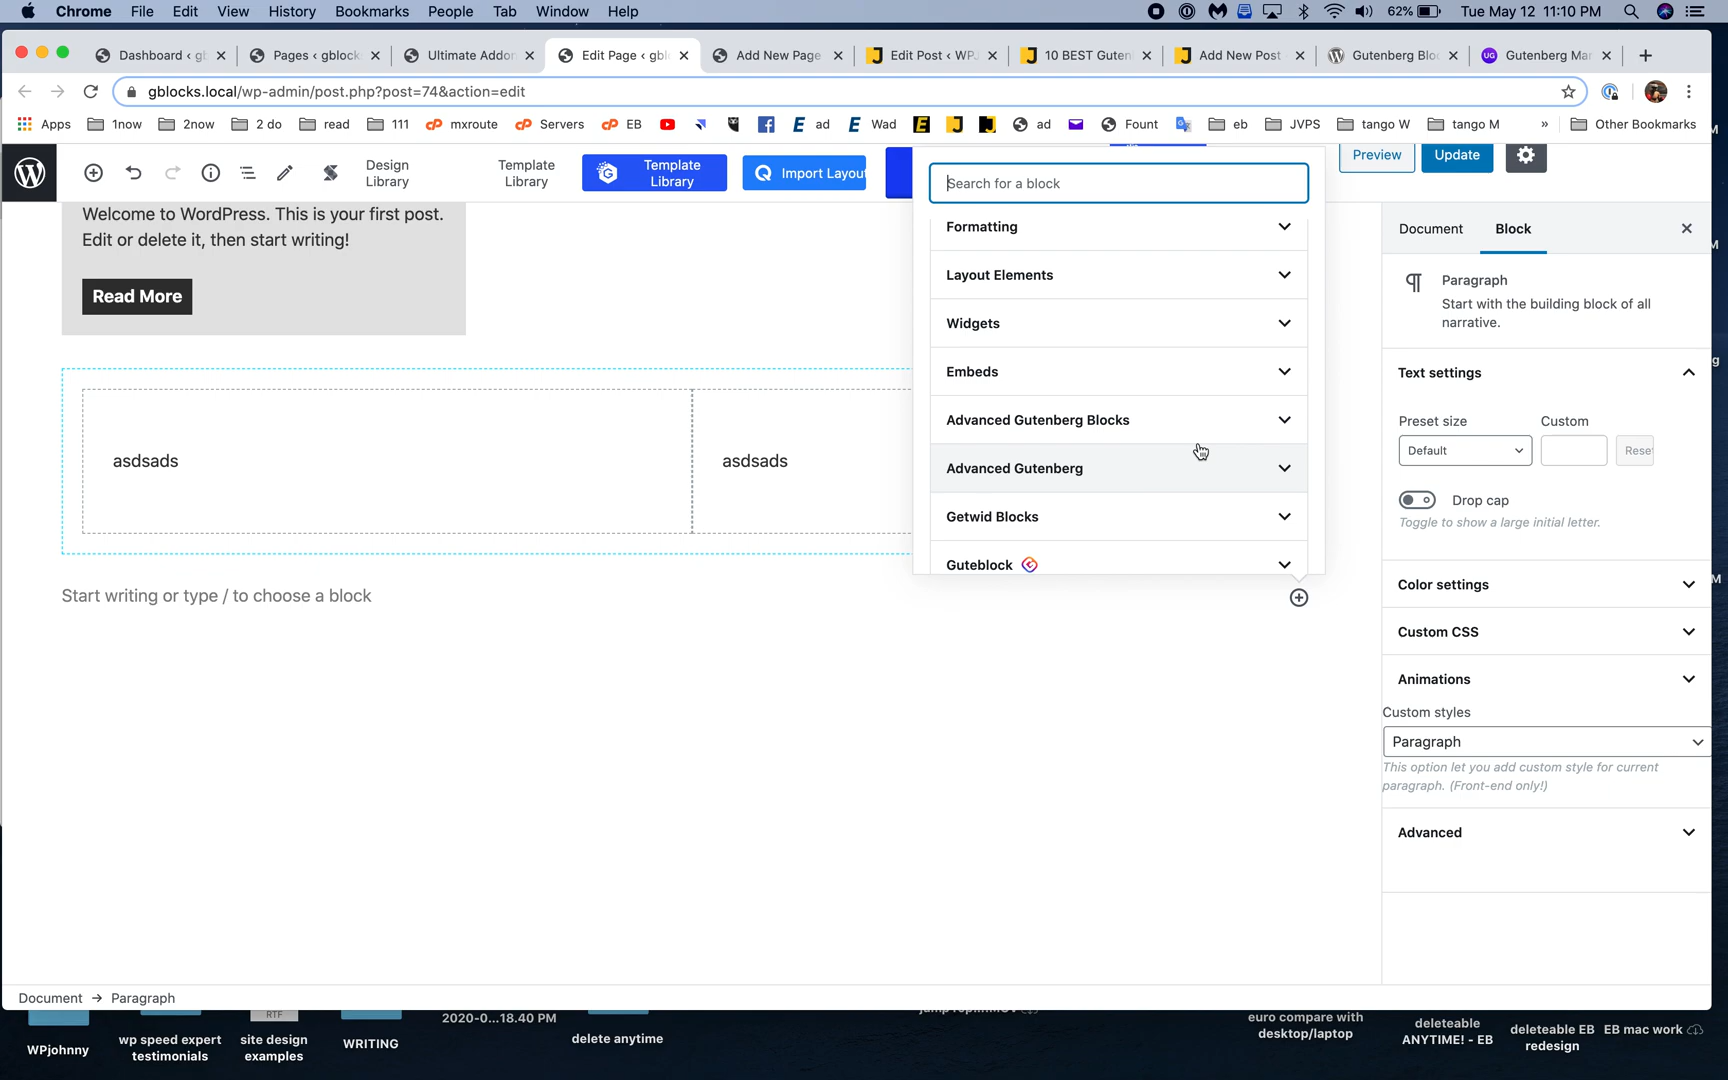 Chrome File Edit View History Bookmarks People Tab Window Help 62% Tue May 12 11:10 PM
Dashboard ‹ gb Pages ‹ gblock Ultimate Addon Edit Page ‹ gbl Add New Page Edit Post ‹ WPJ 10 BEST Guten Add New Post Gutenberg Bloc Gutenberg Mar
gblocks.local/wp-admin/post.php?post=74&action=edit
Apps 1now 2now 2 do read 111 mxroute Servers EB ad Wad ad Fount eb JVPS tango W tango M » Other Bookmarks
Design Library
Template Library
Template Library
Import Layou
Search for a block
Preview Update
Welcome to WordPress. This is your first post.
Edit or delete it, then start writing!
Read More
asdsads
asdsads
Start writing or type / to choose a block
Formatting
Layout Elements
Widgets
Embeds
Advanced Gutenberg Blocks
Advanced Gutenberg
Getwid Blocks
Guteblock
Document Block
Paragraph
Start with the building block of all
narrative.
Text settings
Preset size Custom
Default Reset
Drop cap
Toggle to show a large initial letter.
Color settings
Custom CSS
Animations
Custom styles
Paragraph
This option let you add custom style for current
paragraph. (Front-end only!)
Advanced
Document → Paragraph
WPjohnny
wp speed expert
testimonials
RTF
site design
examples
WRITING
2020-0...18.40 PM
delete anytime
euro compare with
desktop/laptop
deleteable
ANYTIME! - EB
deleteable EB
redesign
EB mac work